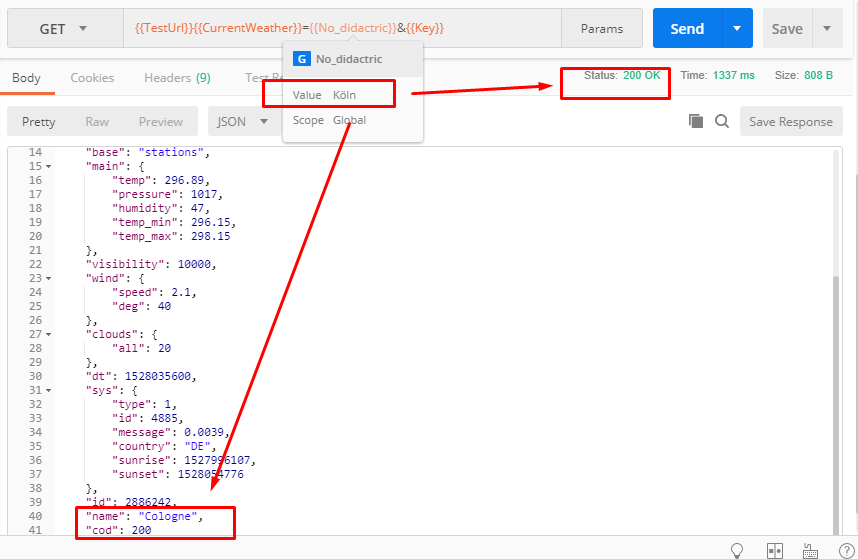 GET {{TestUrl}}{{CurrentWeather}}={{No_didactric}}&{{Key}} Params Send Save
Body Cookies Headers (9) Test Re Status: 200 OK Time: 1337 ms Size: 808 B
G No_didactric
Value Köln
Scope Global
Pretty Raw Preview JSON Save Response
14 "base": "stations",
15 "main": {
16 "temp": 296.89,
17 "pressure": 1017,
18 "humidity": 47,
19 "temp_min": 296.15,
20 "temp_max": 298.15
21 },
22 "visibility": 10000,
23 "wind": {
24 "speed": 2.1,
25 "deg": 40
26 },
27 "clouds": {
28 "all": 20
29 },
30 "dt": 1528035600,
31 "sys": {
32 "type": 1,
33 "id": 4885,
34 "message": 0.0039,
35 "country": "DE",
36 "sunrise": 1527996107,
37 "sunset": 1528054776
38 },
39 "id": 2886242,
40 "name": "Cologne",
41 "cod": 200